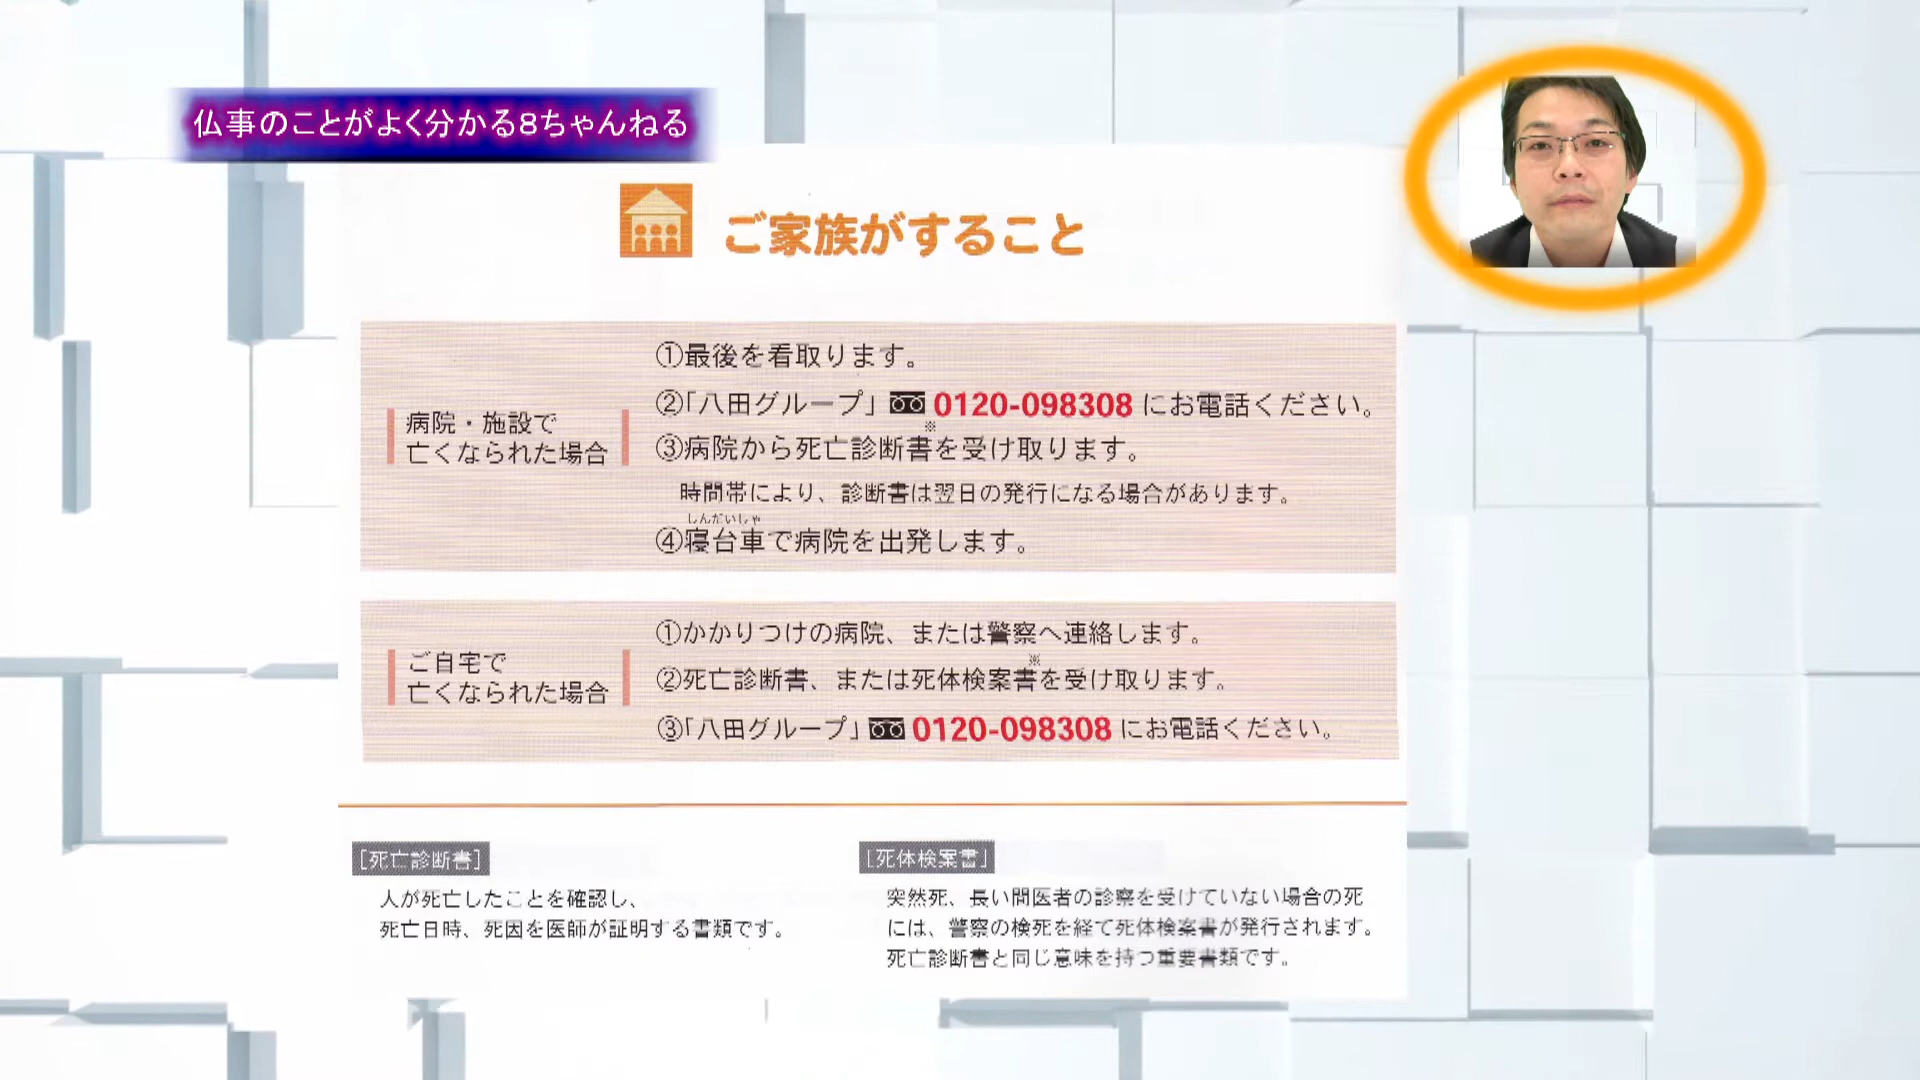 仏事のことがよく分かる8ちゃんねる
ご家族がすること
病院・施設で
亡くなられた場合
①最後を看取ります。
②「八田グループ」0120-098308 にお電話ください。
※
③病院から死亡診断書を受け取ります。
時間帯により、診断書は翌日の発行になる場合があります。
しんだいしゃ
④寝台車で病院を出発します。
ご自宅で
亡くなられた場合
①かかりつけの病院、または警察へ連絡します。
※
②死亡診断書、または死体検案書を受け取ります。
③「八田グループ」0120-098308 にお電話ください。
[死亡診断書]
人が死亡したことを確認し、
死亡日時、死因を医師が証明する書類です。
[死体検案書]
突然死、長い間医者の診察を受けていない場合の死
には、警察の検死を経て死体検案書が発行されます。
死亡診断書と同じ意味を持つ重要書類です。